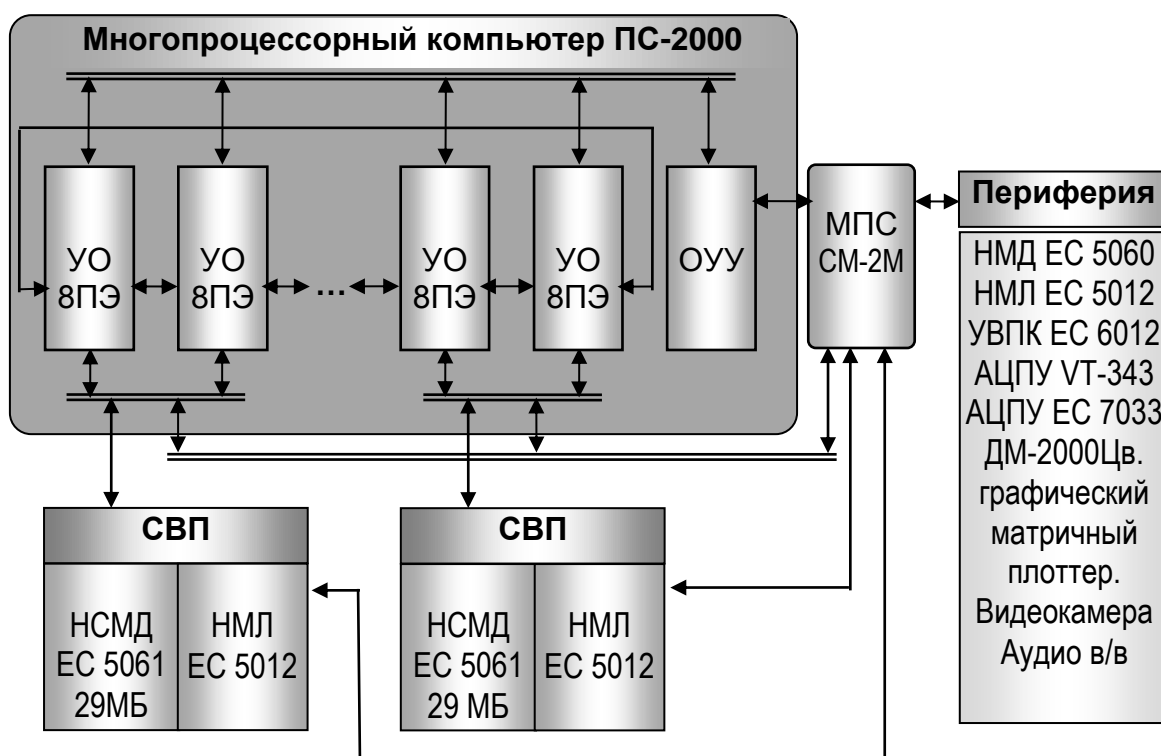 Многопроцессорный компьютер ПС-2000
УО
8ПЭ
УО
8ПЭ
...
УО
8ПЭ
УО
8ПЭ
ОУУ
МПС
СМ-2М
Периферия
НМД ЕС 5060
НМЛ ЕС 5012
УВПК ЕС 6012
АЦПУ VT-343
АЦПУ ЕС 7033
ДМ-2000Цв.
графический
матричный
плоттер.
Видеокамера
Аудио в/в
СВП
НСМД
ЕС 5061
29МБ
НМЛ
ЕС 5012
СВП
НСМД
ЕС 5061
29 МБ
НМЛ
ЕС 5012